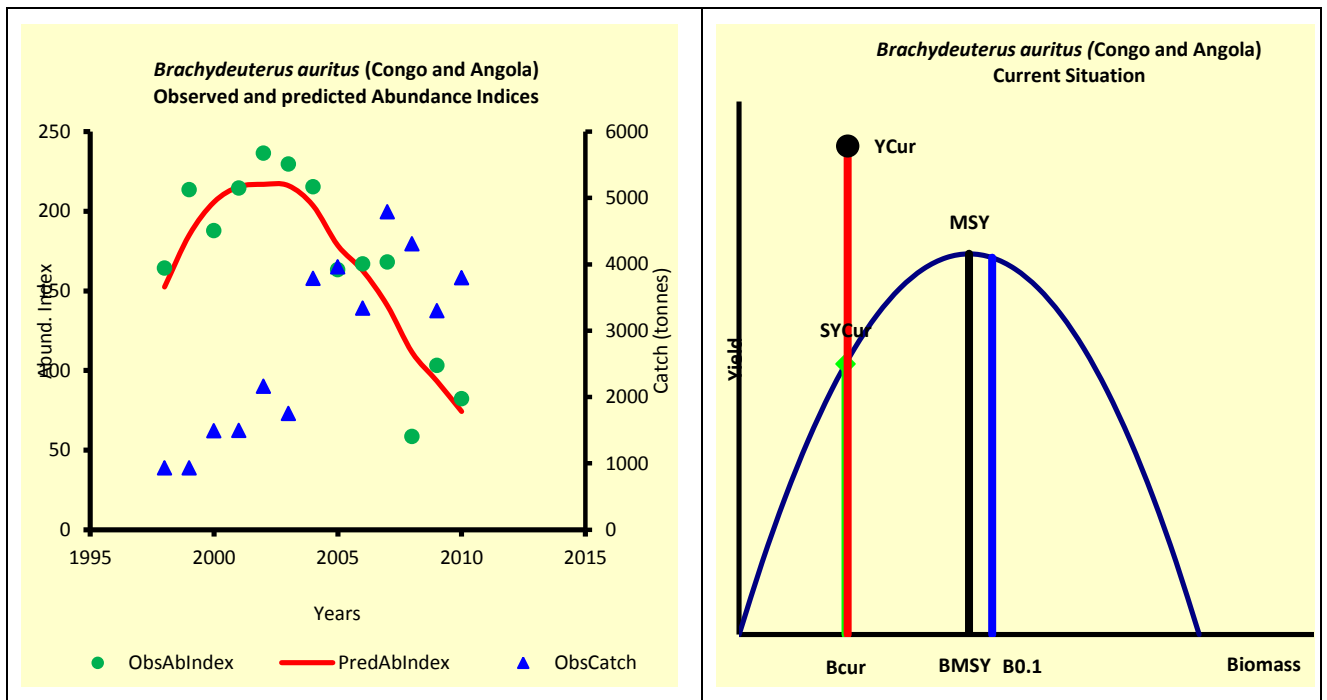 Brachydeuterus auritus (Congo and Angola)
Observed and predicted Abundance Indices
250
200
150
100
50
0
Abund. Index
6000
5000
4000
3000
2000
1000
0
Catch (tonnes)
1995
2000
2005
2010
2015
Years
ObsAbIndex
PredAbIndex
ObsCatch
Brachydeuterus auritus (Congo and Angola)
Current Situation
YCur
MSY
SYCur
Yield
Bcur
BMSY
B0.1
Biomass